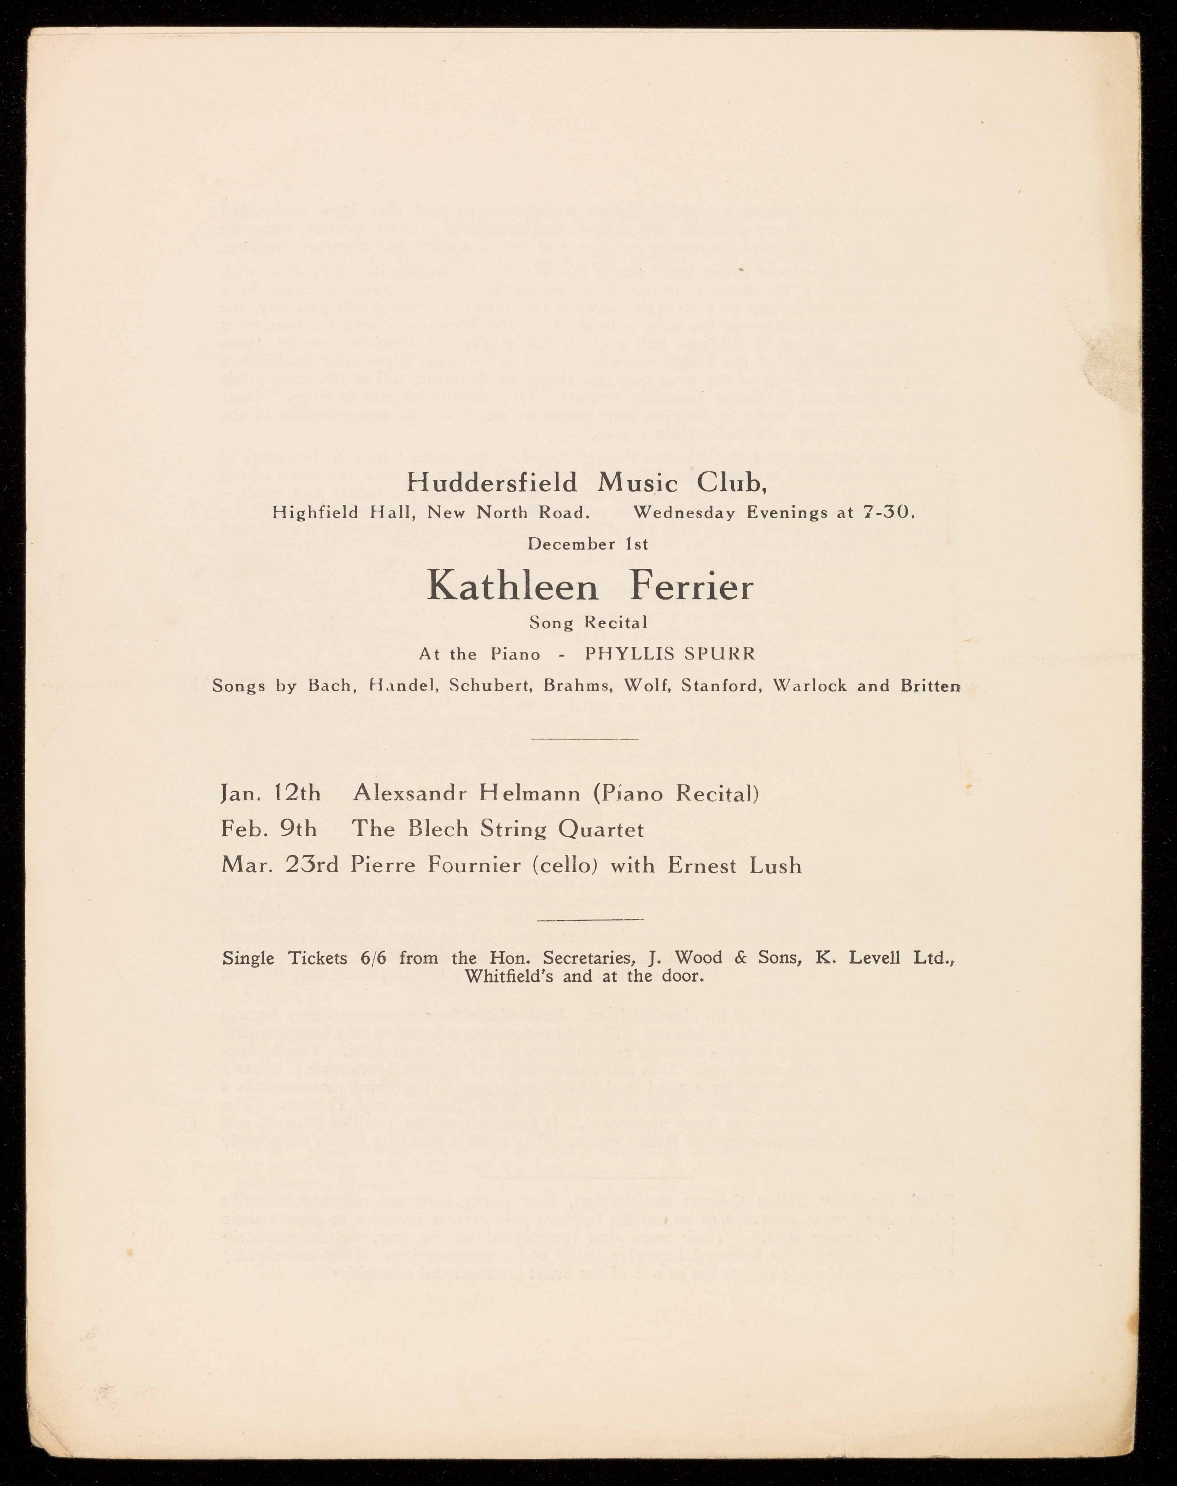 Huddersfield Music Club,
Highfield Hall, New North Road. Wednesday Evenings at 7-30.
December 1st
Kathleen Ferrier
Song Recital
At the Piano - PHYLLIS SPURR
Songs by Bach, Handel, Schubert, Brahms, Wolf, Stanford, Warlock and Britten
Jan. 12th Alexsandr Helmann (Piano Recital)
Feb. 9th The Blech String Quartet
Mar. 23rd Pierre Fournier (cello) with Ernest Lush
Single Tickets 6/6 from the Hon. Secretaries, J. Wood & Sons, K. Levell Ltd.,
Whitfield's and at the door.